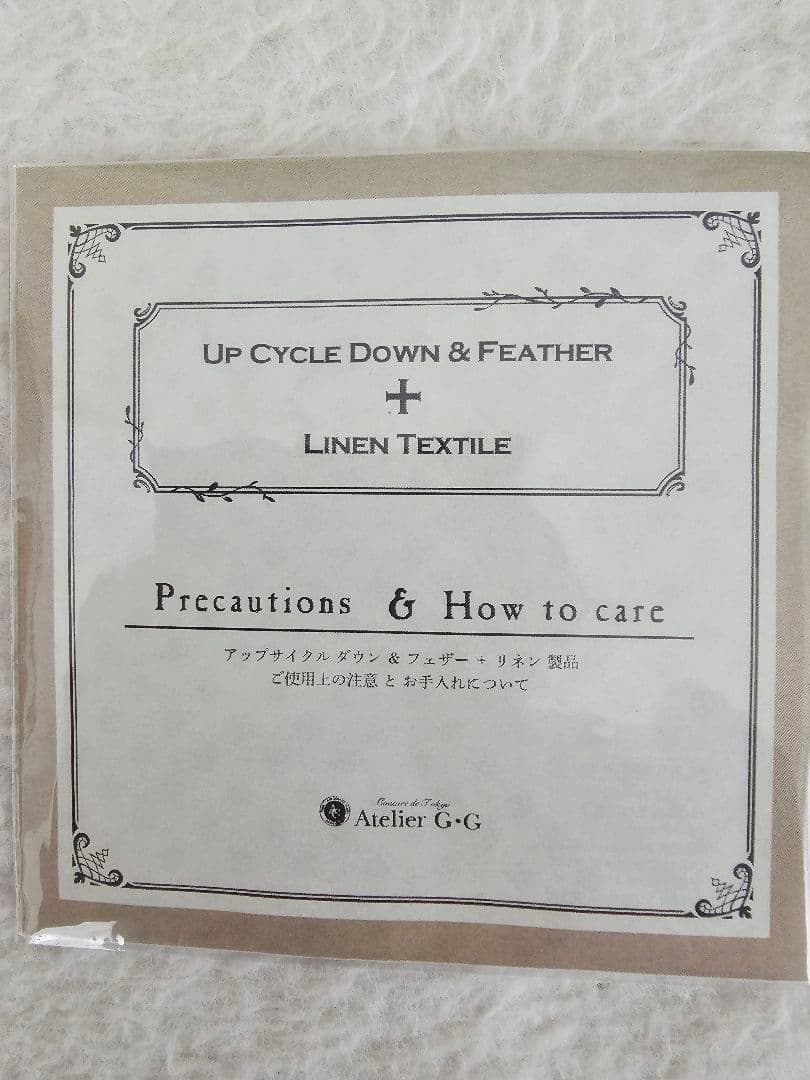 UP CYCLE DOWN & FEATHER
+
LINEN TEXTILE
Precautions & How to care
アップサイクル ダウン & フェザー + リネン 製品
ご使用上の注意 と お手入れについて
de Tokyo
Atelier G・G